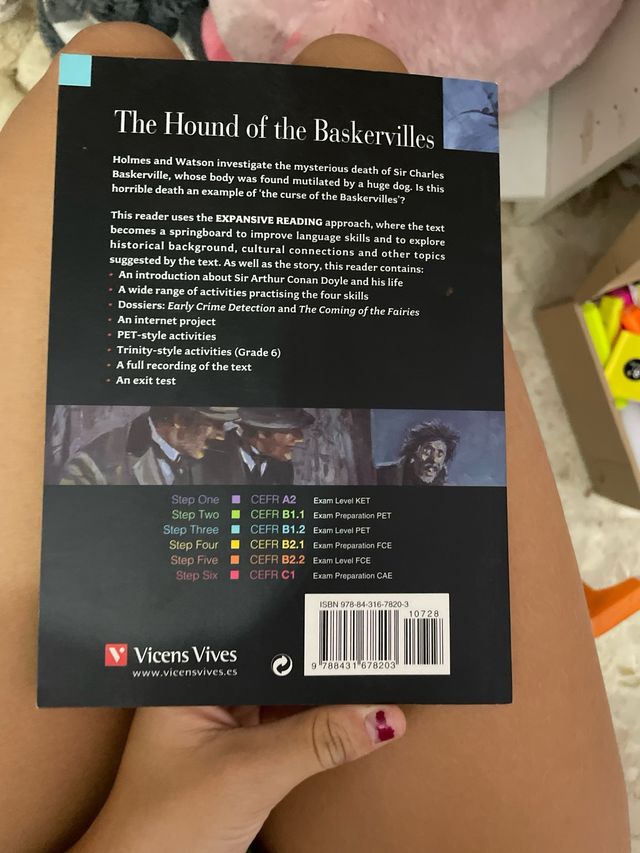 The Hound of the Baskervilles
Holmes and Watson investigate the mysterious death of Sir Charles
Baskerville, whose body was found mutilated by a huge dog. Is this
horrible death an example of 'the curse of the Baskervilles'?
This reader uses the EXPANSIVE READING approach, where the text
becomes a springboard to improve language skills and to explore
historical background, cultural connections and other topics
suggested by the text. As well as the story, this reader contains:
• An introduction about Sir Arthur Conan Doyle and his life
• A wide range of activities practising the four skills
• Dossiers: Early Crime Detection and The Coming of the Fairies
• An internet project
• PET-style activities
• Trinity-style activities (Grade 6)
• A full recording of the text
• An exit test
Step One CEFR A2 Exam Level KET
Step Two CEFR B1.1 Exam Preparation PET
Step Three CEFR B1.2 Exam Level PET
Step Four CEFR B2.1 Exam Preparation FCE
Step Five CEFR B2.2 Exam Level FCE
Step Six CEFR C1 Exam Preparation CAE
ISBN 978-84-316-7820-3
10728
9 788431 678203
Vicens Vives
www.vicensvives.es